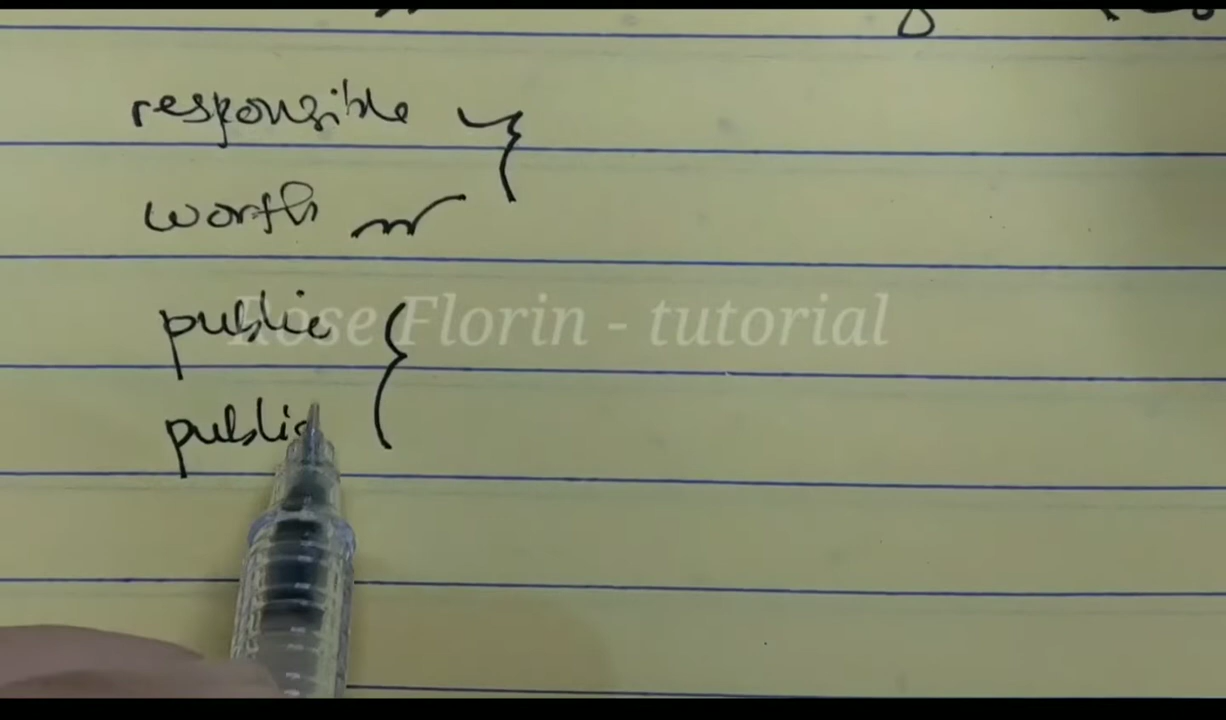 responsible
worth
public
Rose Florin - tutorial
public